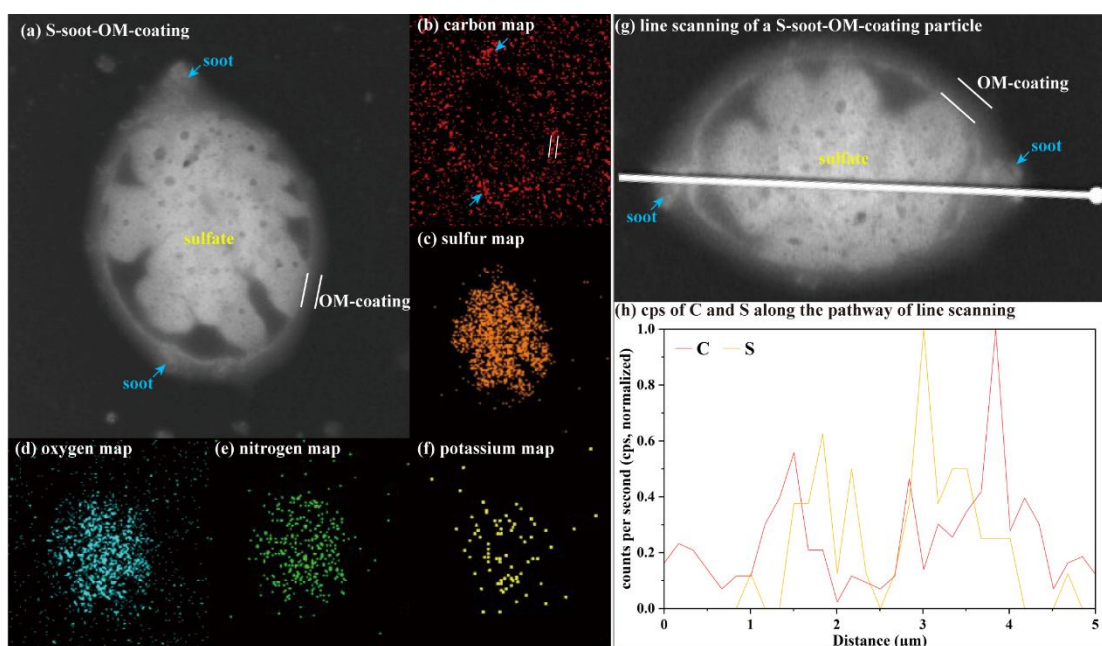 (a) S-soot-OM-coating
soot
sulfate
OM-coating
soot
(b) carbon map
(c) sulfur map
(d) oxygen map
(e) nitrogen map
(f) potassium map
(g) line scanning of a S-soot-OM-coating particle
OM-coating
soot
sulfate
soot
(h) cps of C and S along the pathway of line scanning
counts per second (cps, normalized)
1.0
0.8
0.6
0.4
0.2
0.0
C
S
0
1
2
3
4
5
Distance (μm)